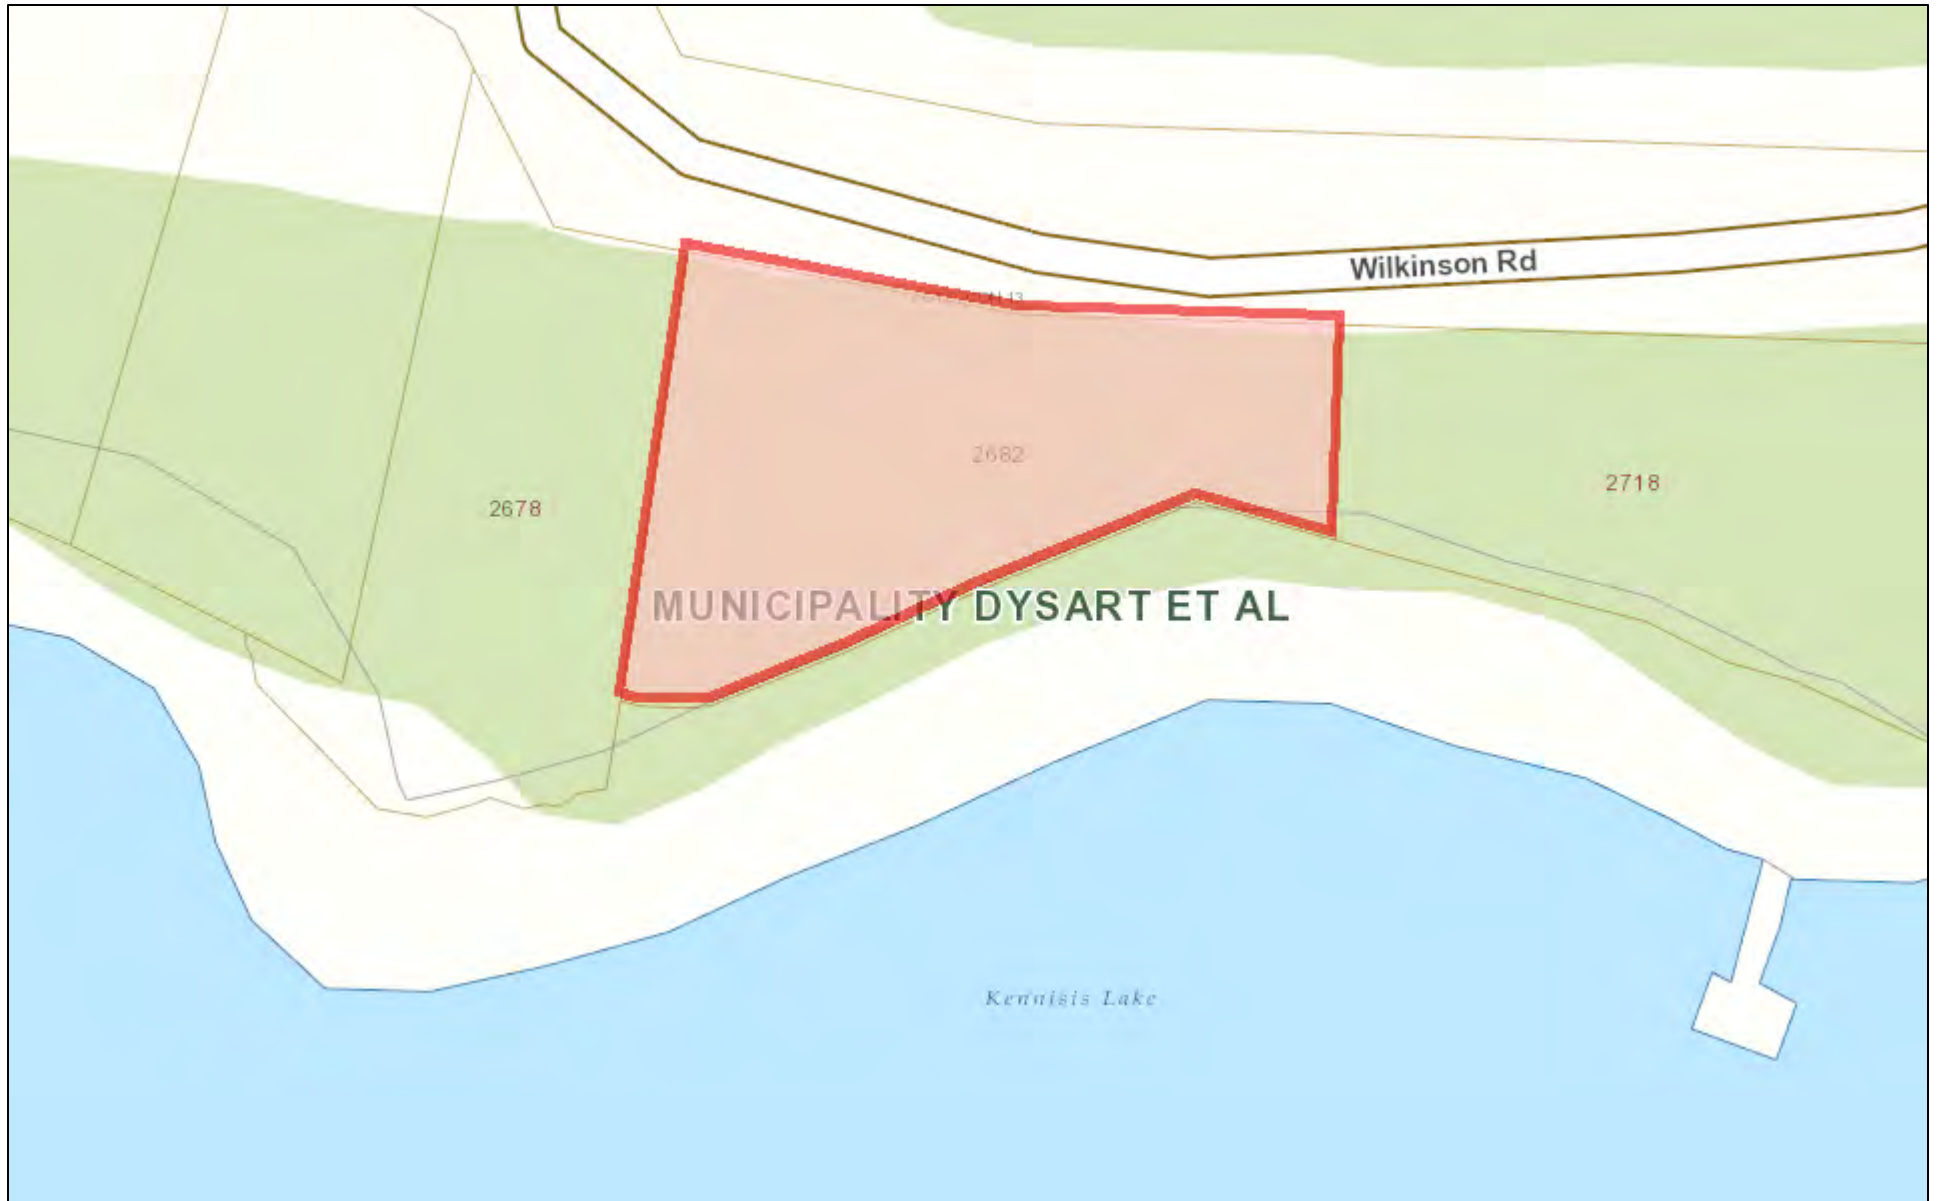 Wilkinson Rd
2682
2718
2678
MUNICIPALITY DYSART ET AL
Kennisis Lake